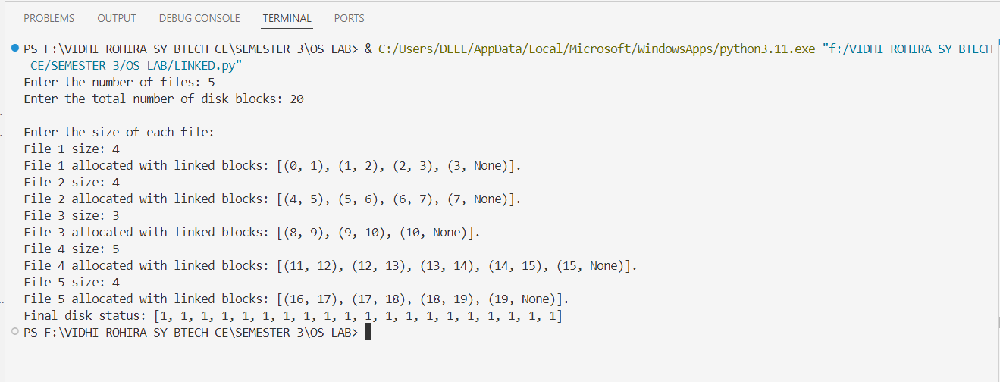 PROBLEMS OUTPUT DEBUG CONSOLE TERMINAL PORTS
PS F:\VIDHI ROHIRA SY BTECH CE\SEMESTER 3\OS LAB> & C:/Users/DELL/AppData/Local/Microsoft/WindowsApps/python3.11.exe "f:/VIDHI ROHIRA SY BTECH
CE/SEMESTER 3/OS LAB/LINKED.py"
Enter the number of files: 5
Enter the total number of disk blocks: 20
Enter the size of each file:
File 1 size: 4
File 1 allocated with linked blocks: [(0, 1), (1, 2), (2, 3), (3, None)].
File 2 size: 4
File 2 allocated with linked blocks: [(4, 5), (5, 6), (6, 7), (7, None)].
File 3 size: 3
File 3 allocated with linked blocks: [(8, 9), (9, 10), (10, None)].
File 4 size: 5
File 4 allocated with linked blocks: [(11, 12), (12, 13), (13, 14), (14, 15), (15, None)].
File 5 size: 4
File 5 allocated with linked blocks: [(16, 17), (17, 18), (18, 19), (19, None)].
Final disk status: [1, 1, 1, 1, 1, 1, 1, 1, 1, 1, 1, 1, 1, 1, 1, 1, 1, 1, 1, 1]
PS F:\VIDHI ROHIRA SY BTECH CE\SEMESTER 3\OS LAB>